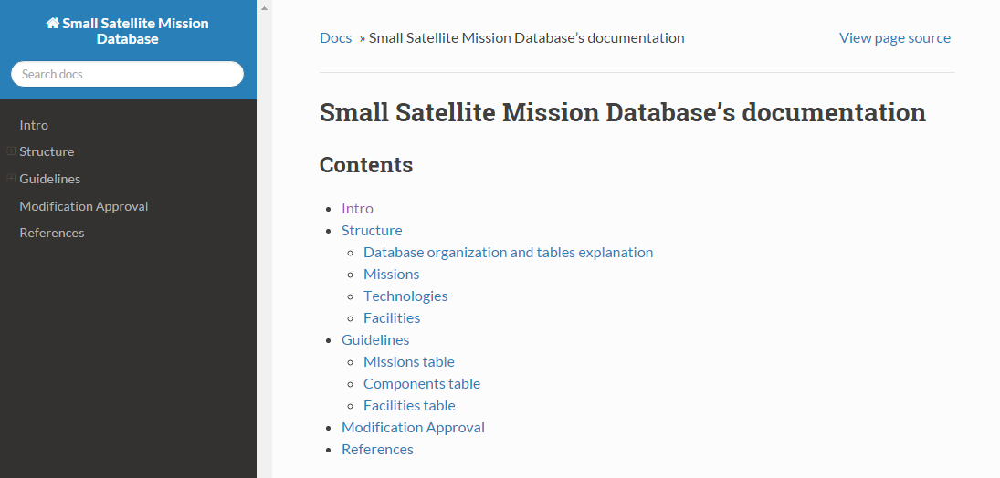 Small Satellite Mission
Database
Search docs
Intro
Structure
Guidelines
Modification Approval
References
Docs » Small Satellite Mission Database’s documentation
View page source
Small Satellite Mission Database’s documentation
Contents
Intro
Structure
Database organization and tables explanation
Missions
Technologies
Facilities
Guidelines
Missions table
Components table
Facilities table
Modification Approval
References